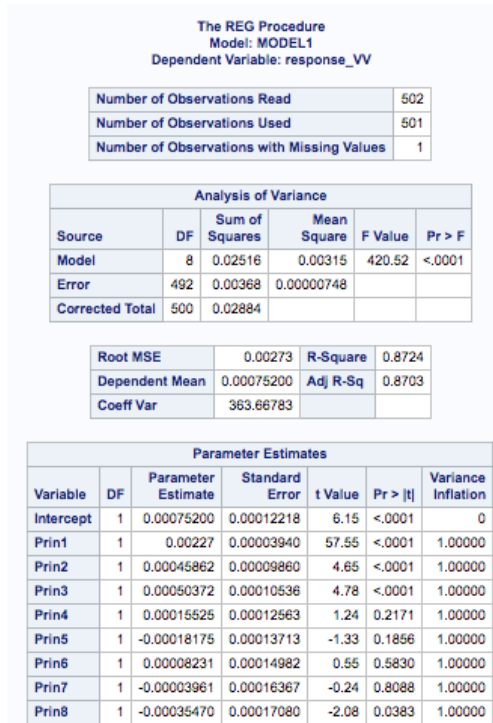 The REG Procedure
Model: MODEL1
Dependent Variable: response_VV
Number of Observations Read 502
Number of Observations Used 501
Number of Observations with Missing Values 1
Analysis of Variance
Source DF Sum of Squares Mean Square F Value Pr > F
Model 8 0.02516 0.00315 420.52 <.0001
Error 492 0.00368 0.00000748
Corrected Total 500 0.02884
Root MSE 0.00273 R-Square 0.8724
Dependent Mean 0.00075200 Adj R-Sq 0.8703
Coeff Var 363.66783
Parameter Estimates
Variable DF Parameter Estimate Standard Error t Value Pr > |t| Variance Inflation
Intercept 1 0.00075200 0.00012218 6.15 <.0001 0
Prin1 1 0.00227 0.00003940 57.55 <.0001 1.00000
Prin2 1 0.00045862 0.00009860 4.65 <.0001 1.00000
Prin3 1 0.00050372 0.00010536 4.78 <.0001 1.00000
Prin4 1 0.00015525 0.00012563 1.24 0.2171 1.00000
Prin5 1 -0.00018175 0.00013713 -1.33 0.1856 1.00000
Prin6 1 0.00008231 0.00014982 0.55 0.5830 1.00000
Prin7 1 -0.00003961 0.00016367 -0.24 0.8088 1.00000
Prin8 1 -0.00035470 0.00017080 -2.08 0.0383 1.00000